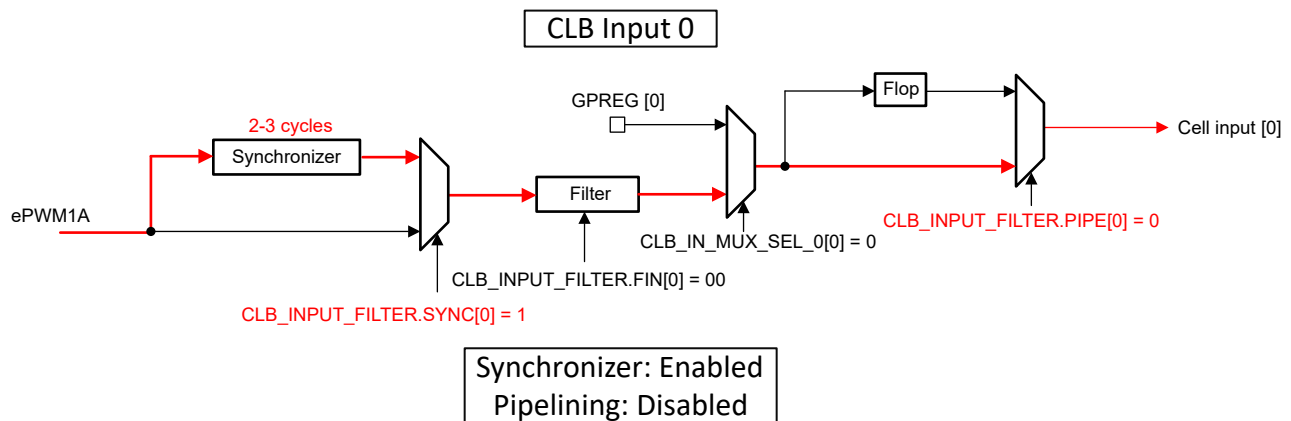 CLB Input 0
GPREG [0]
Flop
2-3 cycles
Synchronizer
Cell input [0]
Filter
ePWM1A
CLB_INPUT_FILTER.PIPE[0] = 0
CLB_IN_MUX_SEL_0[0] = 0
CLB_INPUT_FILTER.FIN[0] = 00
CLB_INPUT_FILTER.SYNC[0] = 1
Synchronizer: Enabled
Pipelining: Disabled